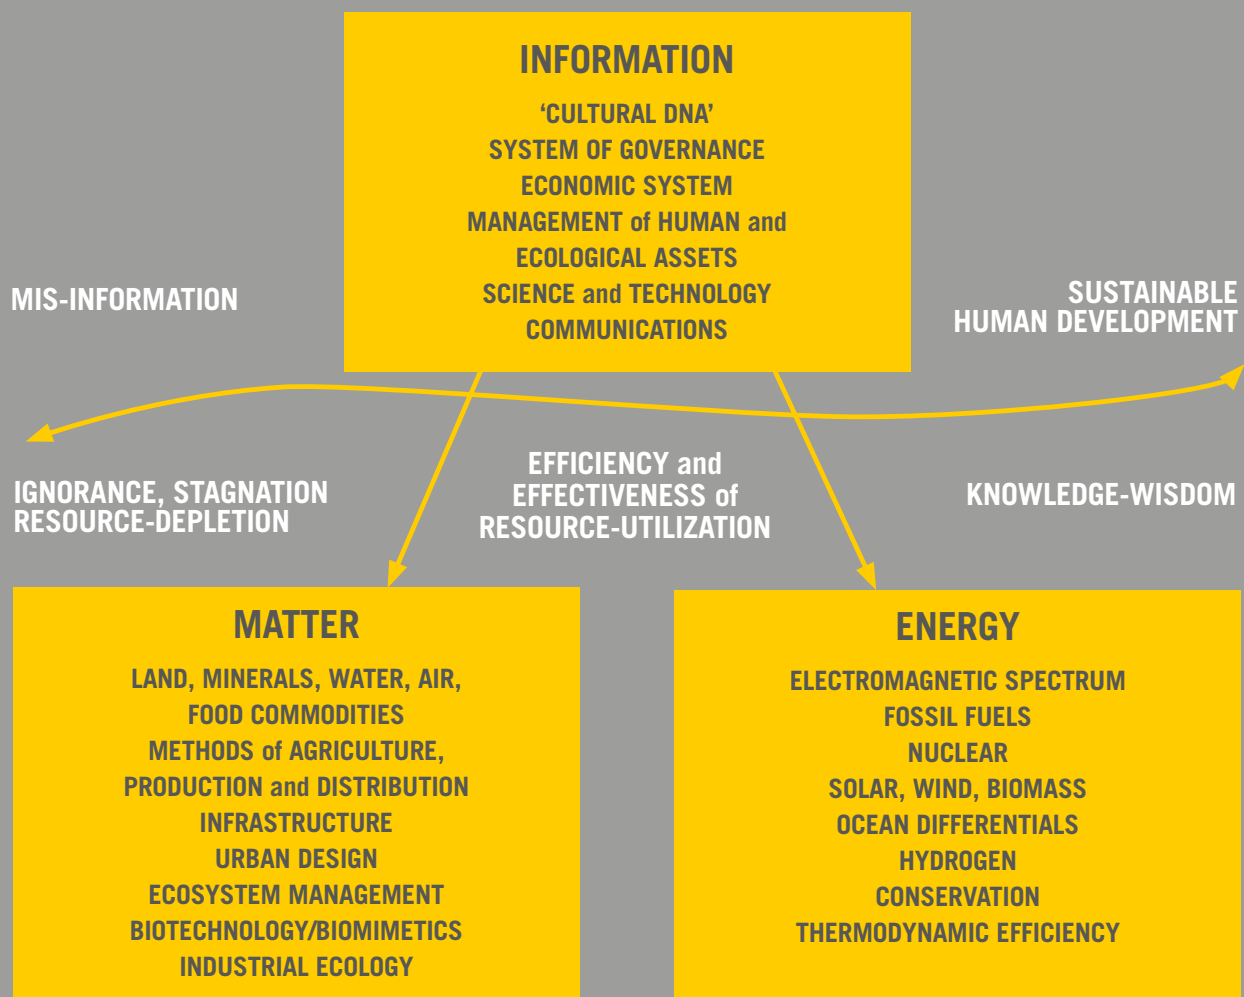 INFORMATION
‘CULTURAL DNA’
SYSTEM OF GOVERNANCE
ECONOMIC SYSTEM
MANAGEMENT of HUMAN and
ECOLOGICAL ASSETS
SCIENCE and TECHNOLOGY
COMMUNICATIONS
MIS-INFORMATION
SUSTAINABLE
HUMAN DEVELOPMENT
IGNORANCE, STAGNATION
RESOURCE-DEPLETION
EFFICIENCY and
EFFECTIVENESS of
RESOURCE-UTILIZATION
KNOWLEDGE-WISDOM
MATTER
LAND, MINERALS, WATER, AIR,
FOOD COMMODITIES
METHODS of AGRICULTURE,
PRODUCTION and DISTRIBUTION
INFRASTRUCTURE
URBAN DESIGN
ECOSYSTEM MANAGEMENT
BIOTECHNOLOGY/BIOMIMETICS
INDUSTRIAL ECOLOGY
ENERGY
ELECTROMAGNETIC SPECTRUM
FOSSIL FUELS
NUCLEAR
SOLAR, WIND, BIOMASS
OCEAN DIFFERENTIALS
HYDROGEN
CONSERVATION
THERMODYNAMIC EFFICIENCY